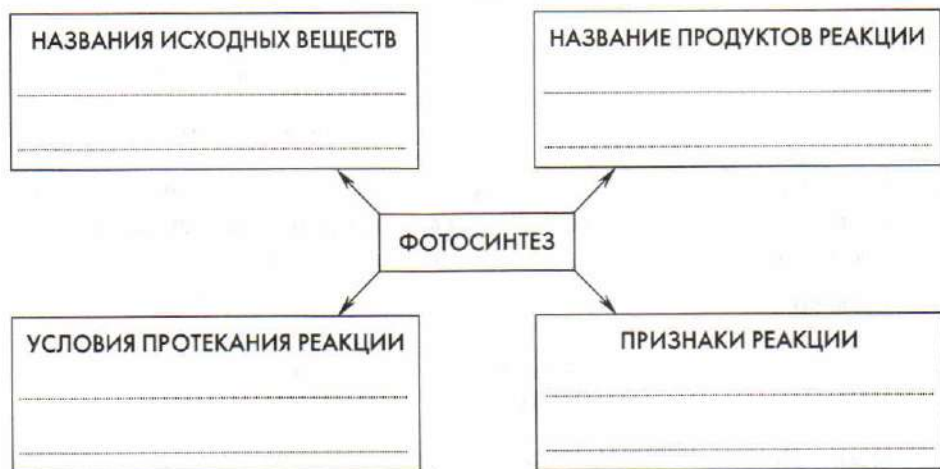 НАЗВАНИЯ ИСХОДНЫХ ВЕЩЕСТВ
НАЗВАНИЕ ПРОДУКТОВ РЕАКЦИИ
ФОТОСИНТЕЗ
УСЛОВИЯ ПРОТЕКАНИЯ РЕАКЦИИ
ПРИЗНАКИ РЕАКЦИИ